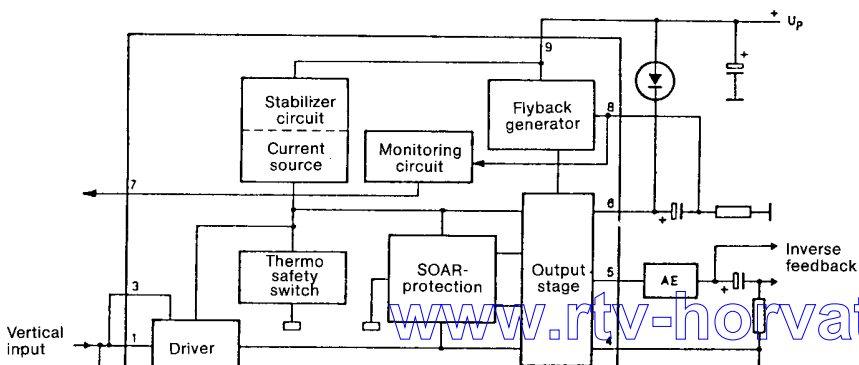 +
Up
9
+
Stabilizer
circuit
Flyback
generator
8
Current
source
Monitoring
circuit
7
6
+
Thermo
safety
switch
SOAR-
protection
Output
stage
5
AE
+
Inverse
feedback
3
www.rtv-horvat
Vertical
input
1
Driver
4